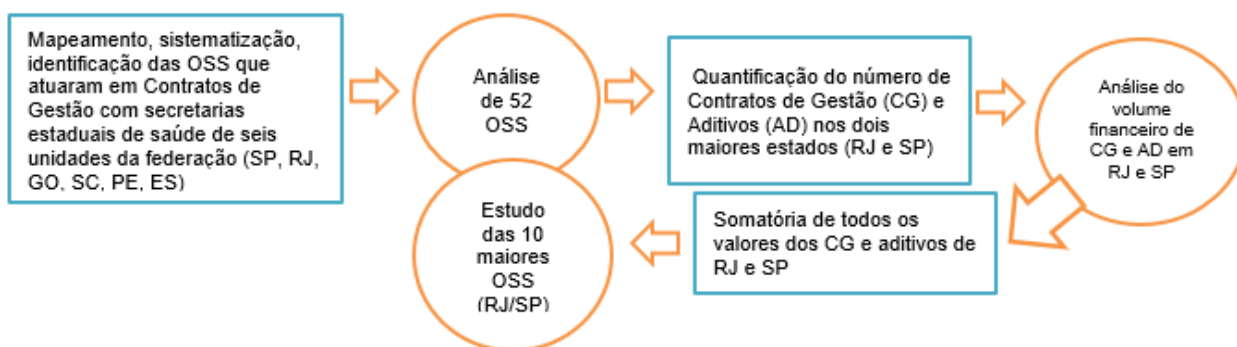 Mapeamento, sistematização,
identificação das OSS que
atuaram em Contratos de
Gestão com secretarias
estaduais de saúde de seis
unidades da federação (SP, RJ,
GO, SC, PE, ES)
Análise
de 52
OSS
Quantificação do número de
Contratos de Gestão (CG) e
Aditivos (AD) nos dois
maiores estados (RJ e SP)
Análise do
volume
financeiro de
CG e AD em
RJ e SP
Somatória de todos os
valores dos CG e aditivos de
RJ e SP
Estudo
das 10
maiores
OSS
(RJ/SP)